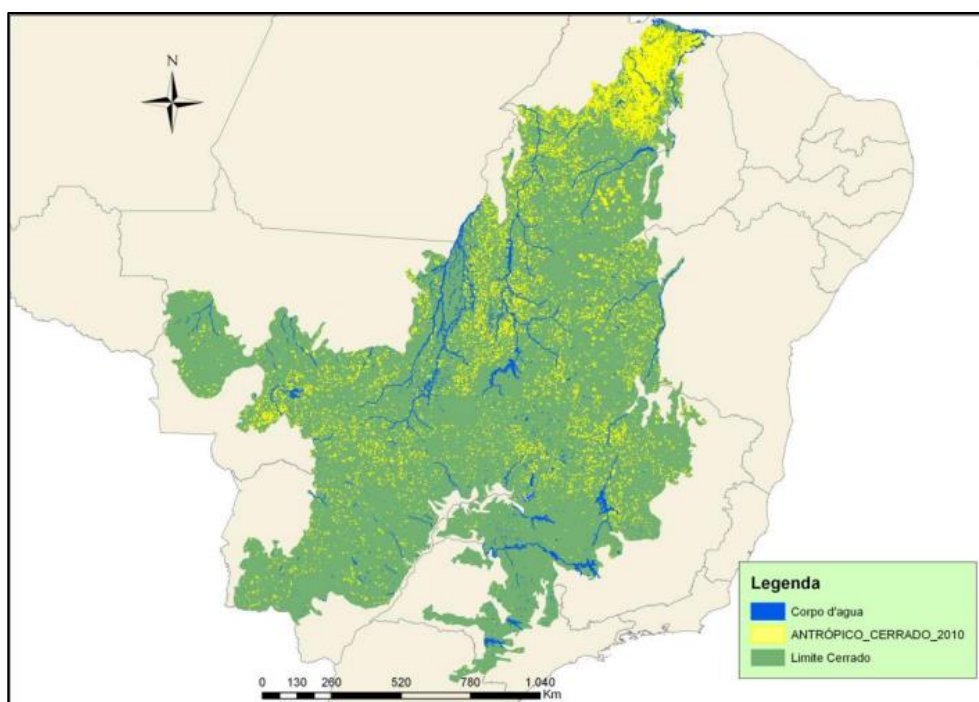 N
Legenda
Corpo d'agua
ANTRÓPICO_CERRADO_2010
Limite Cerrado
0 130 260 520 780 1.040
Km